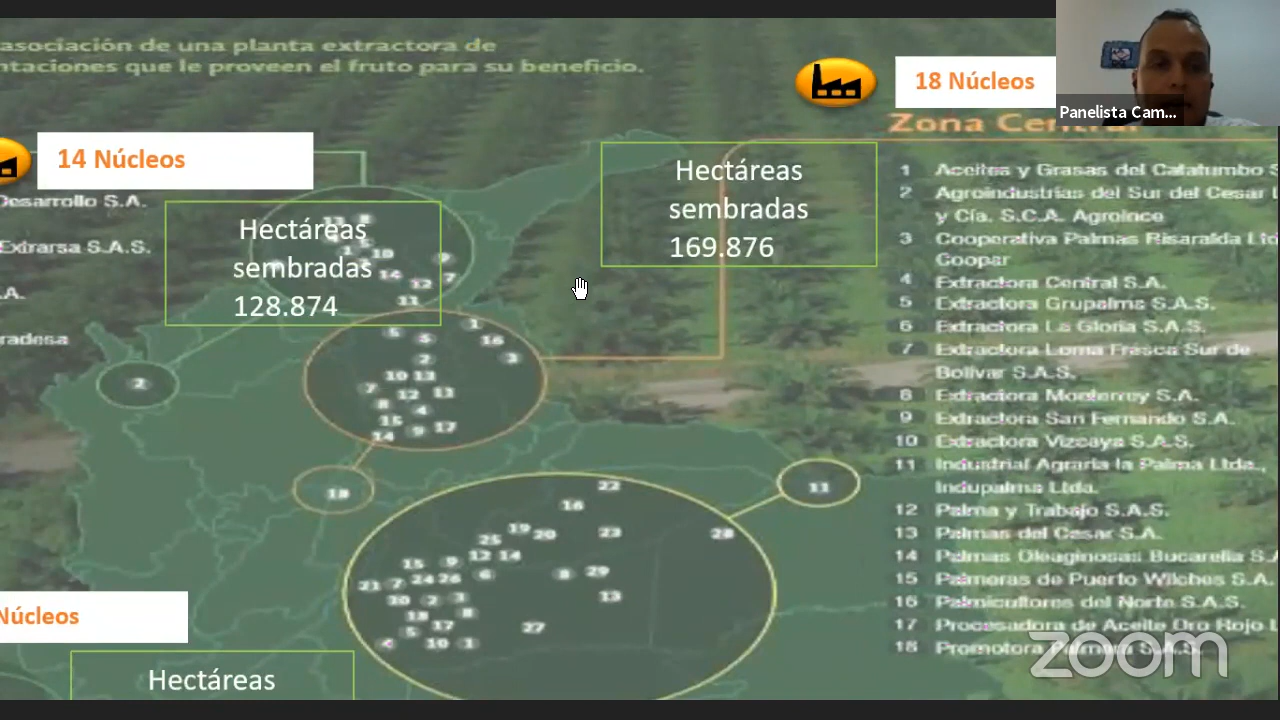 asociación de una planta extractora de
ntaciones que le proveen el fruto para su beneficio.
18 Núcleos
Panelista Cam...
Zona Central
14 Núcleos
Desarrollo S.A.
Extrarsa S.A.S.
.A.
radesa
Hectáreas
sembradas
128.874
Hectáreas
sembradas
169.876
1 Aceites y Grasas del Catatumbo S
2 Agroindustrias del Sur del Cesar L
y Cía. S.C.A. Agroince
3 Cooperativa Palmas Risaralda Ltd
Coopar
4 Extractora Central S.A.
5 Extractora Grupalma S.A.S.
6 Extractora La Gloria S.A.S.
7 Extractora Loma Fresca Sur de
Bolívar S.A.S.
8 Extractora Monterrey S.A.
9 Extractora San Fernando S.A.
10 Extractora Vizcaya S.A.S.
11 Industrial Agraria la Palma Ltda.,
Indupalma Ltda.
12 Palma y Trabajo S.A.S.
13 Palmas del Cesar S.A.
14 Palmas Oleaginosas Bucarelia S.A
15 Palmeras de Puerto Wilches S.A.
16 Palmicultores del Norte S.A.S.
17 Procesadora de Aceite Oro Rojo L
18 Promotora Palmera S.A.S.
Núcleos
Hectáreas
zoom